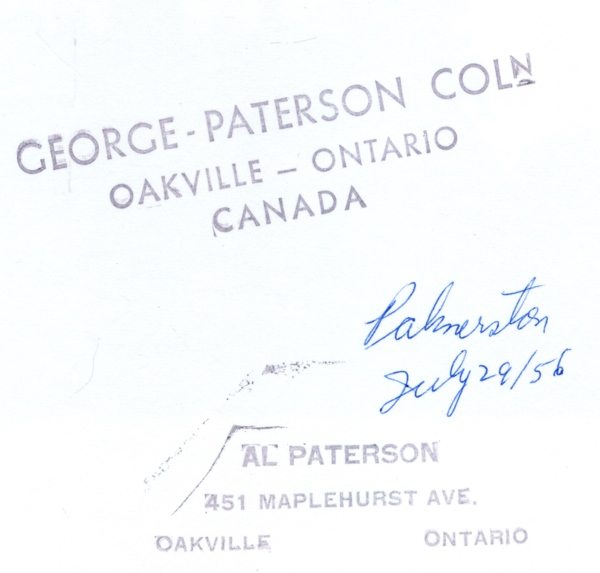 GEORGE-PATERSON COLN
OAKVILLE — ONTARIO
CANADA
Palmerston
July 29/56
AL PATERSON
451 MAPLEHURST AVE.
OAKVILLE ONTARIO